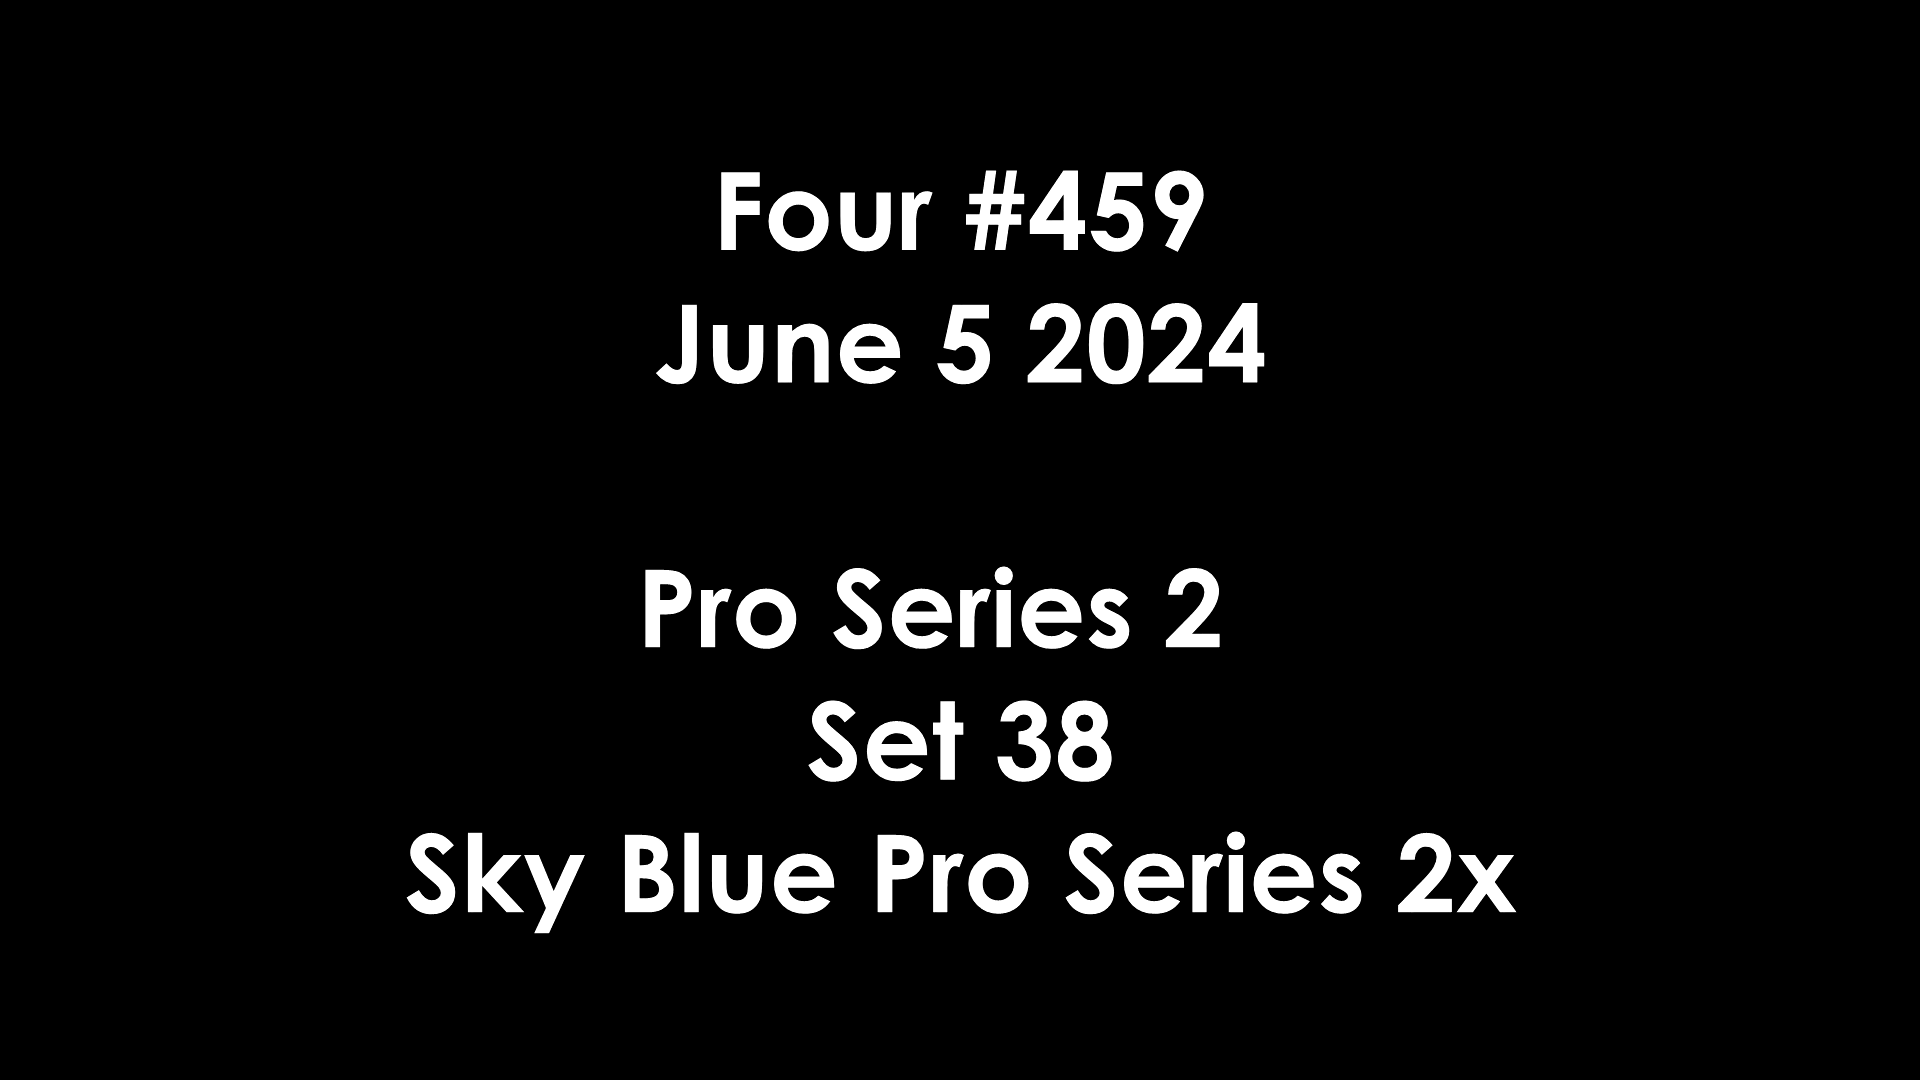 Four #459
June 5 2024
Pro Series 2
Set 38
Sky Blue Pro Series 2x